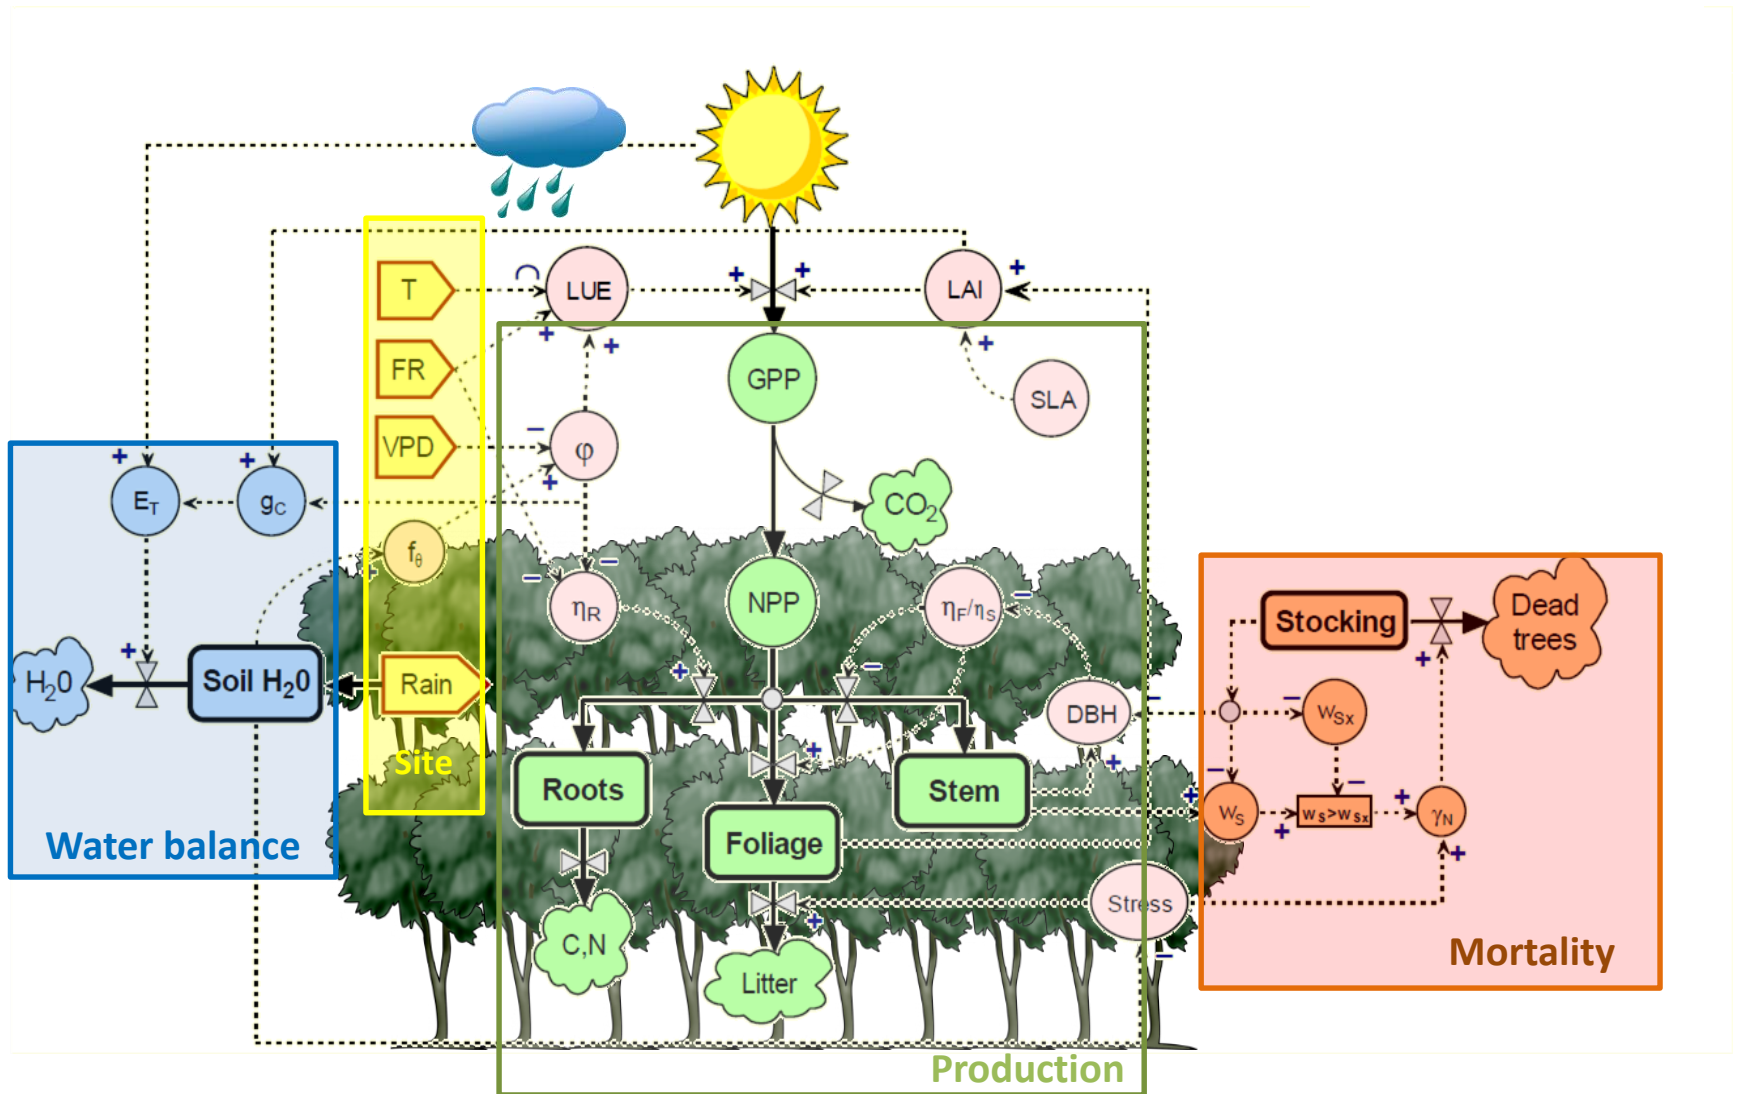 T
LUE
LAI
FR
GPP
SLA
VPD
φ
E_T
g_C
CO₂
f_θ
η_R
NPP
η_F/η_S
Stocking
Dead
trees
H₂0
Soil H₂0
Rain
DBH
w_Sx
Site
Roots
Stem
w_S
w_S>w_Sx
γ_N
Water balance
Foliage
Stress
C,N
Litter
Mortality
Production